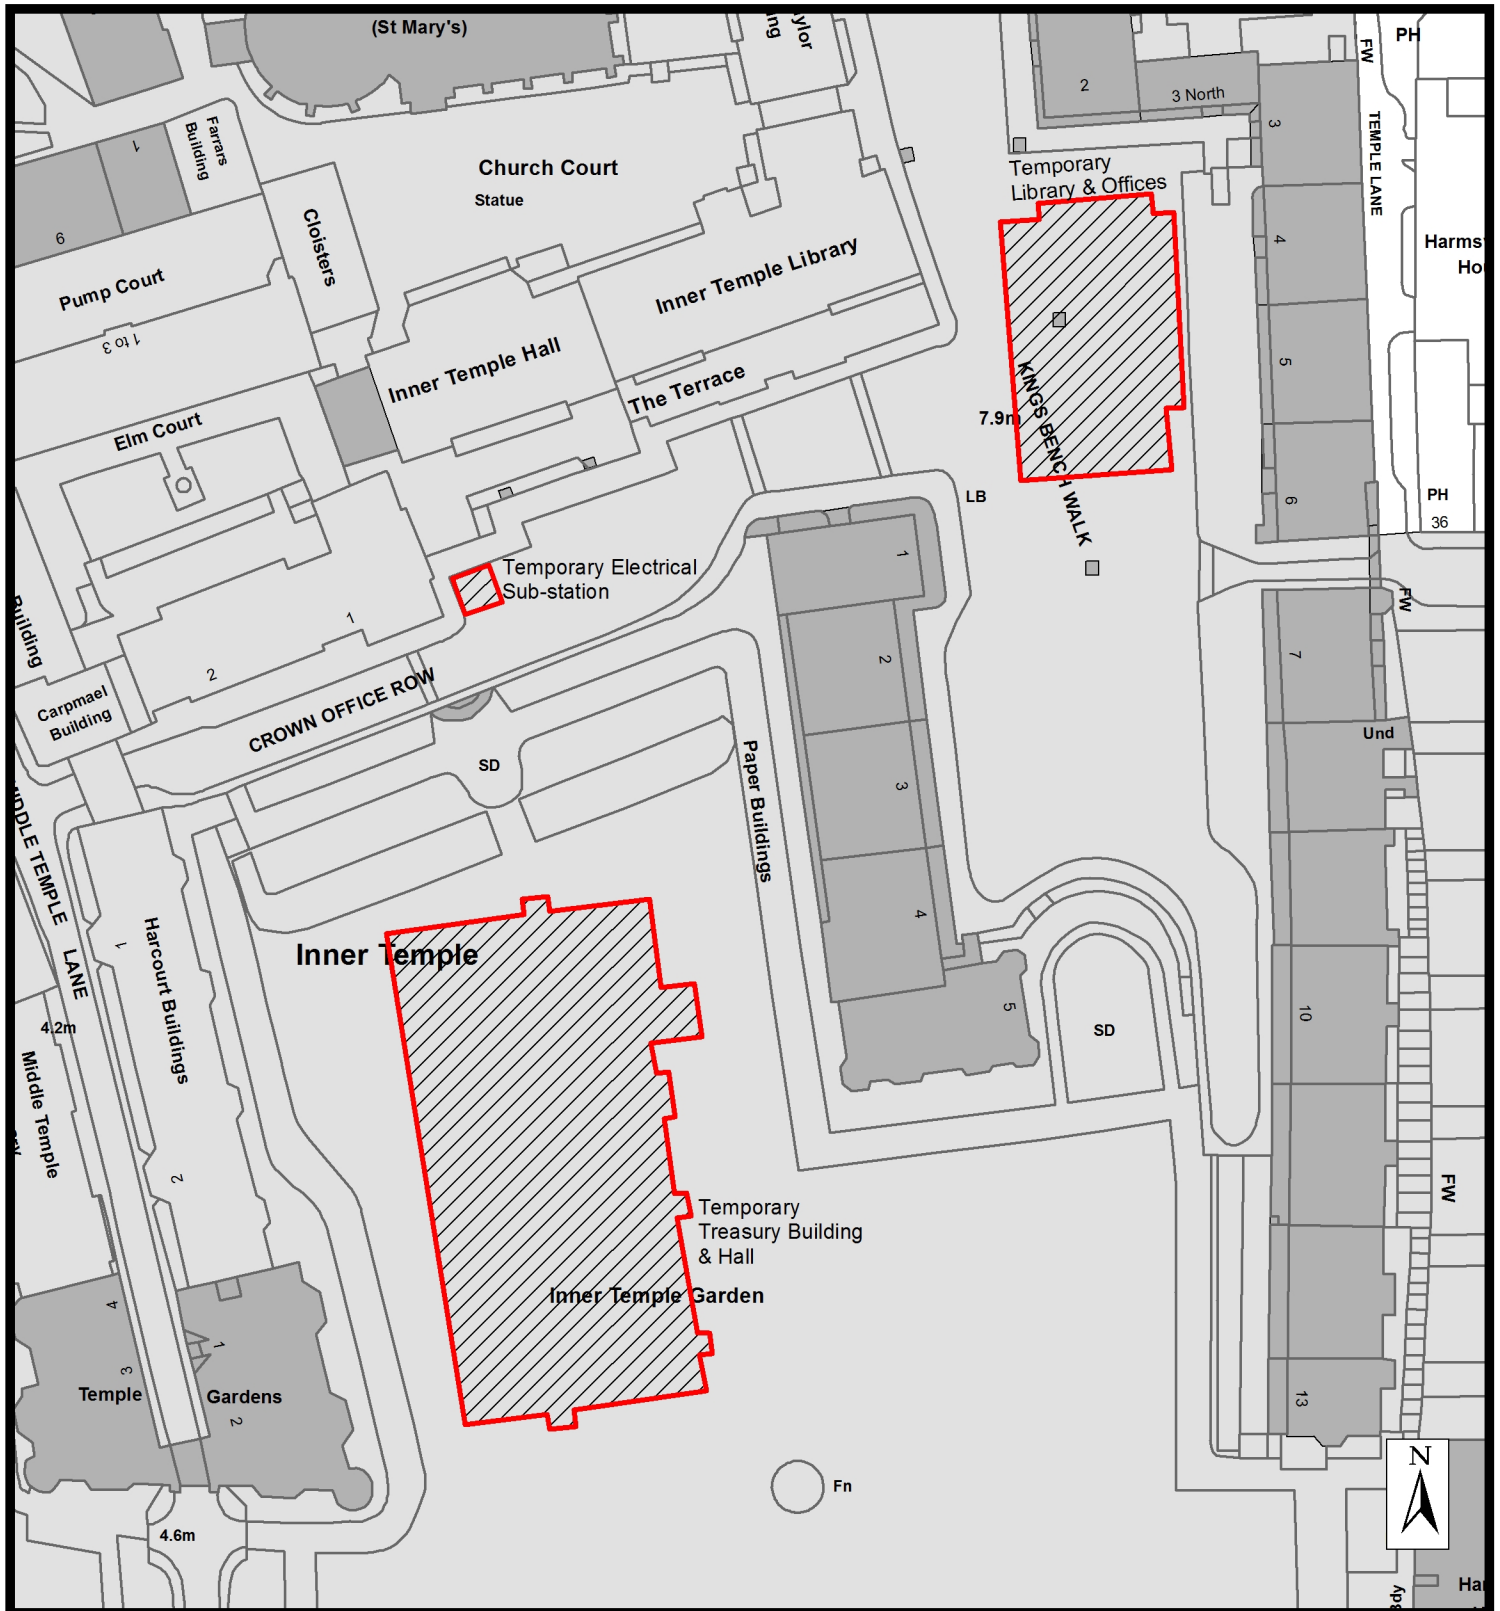 (St Mary's)
PH
FW
2
3 North
3
TEMPLE LANE
Farrars
Building
1
Church Court
Statue
Temporary
Library & Offices
6
Cloisters
Pump Court
1 to 3
Inner Temple Library
4
Inner Temple Hall
The Terrace
5
KINGS BENCH WALK
7.9m
Elm Court
LB
6
PH
36
1
Temporary Electrical
Sub-station
FW
Building
1
2
2
7
Carpmael
Building
CROWN OFFICE ROW
Und
SD
Paper Buildings
3
MIDDLE TEMPLE LANE
4
Harcourt Buildings
1
Inner Temple
5
10
SD
4.2m
Middle Temple
2
FW
Temporary
Treasury Building
& Hall
Inner Temple Garden
4
3
1
Temple Gardens
2
13
N
Fn
4.6m
Bdy